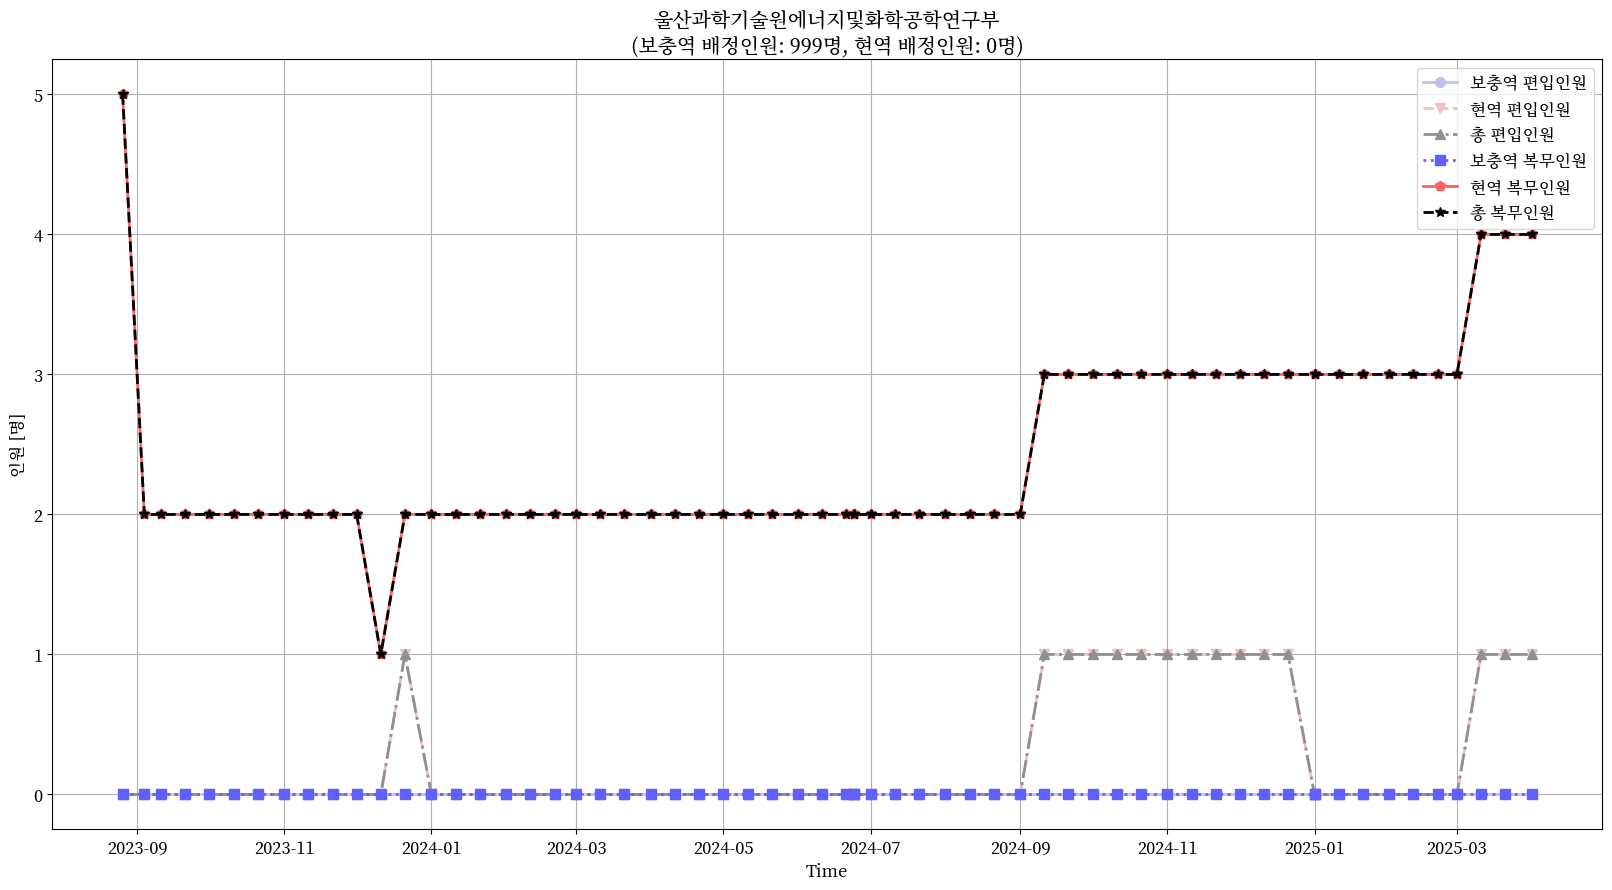 울산과학기술원에너지및화학공학연구부
(보충역 배정인원: 999명, 현역 배정인원: 0명)
보충역 편입인원
현역 편입인원
총 편입인원
보충역 복무인원
현역 복무인원
총 복무인원
인원 [명]
5
4
3
2
1
0
2023-09
2023-11
2024-01
2024-03
2024-05
2024-07
2024-09
2024-11
2025-01
2025-03
Time